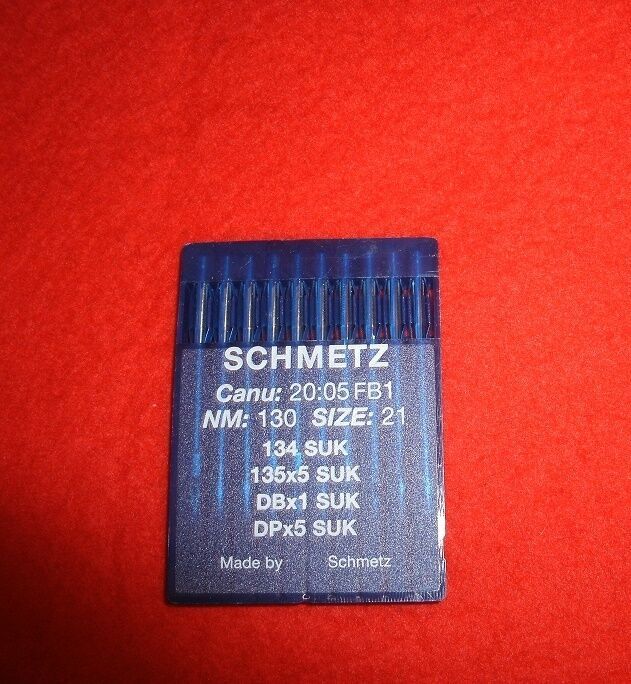 SCHMETZ
Canu: 20:05 FB1
NM: 130 SIZE: 21
134 SUK
135x5 SUK
DBx1 SUK
DPx5 SUK
Made by Schmetz